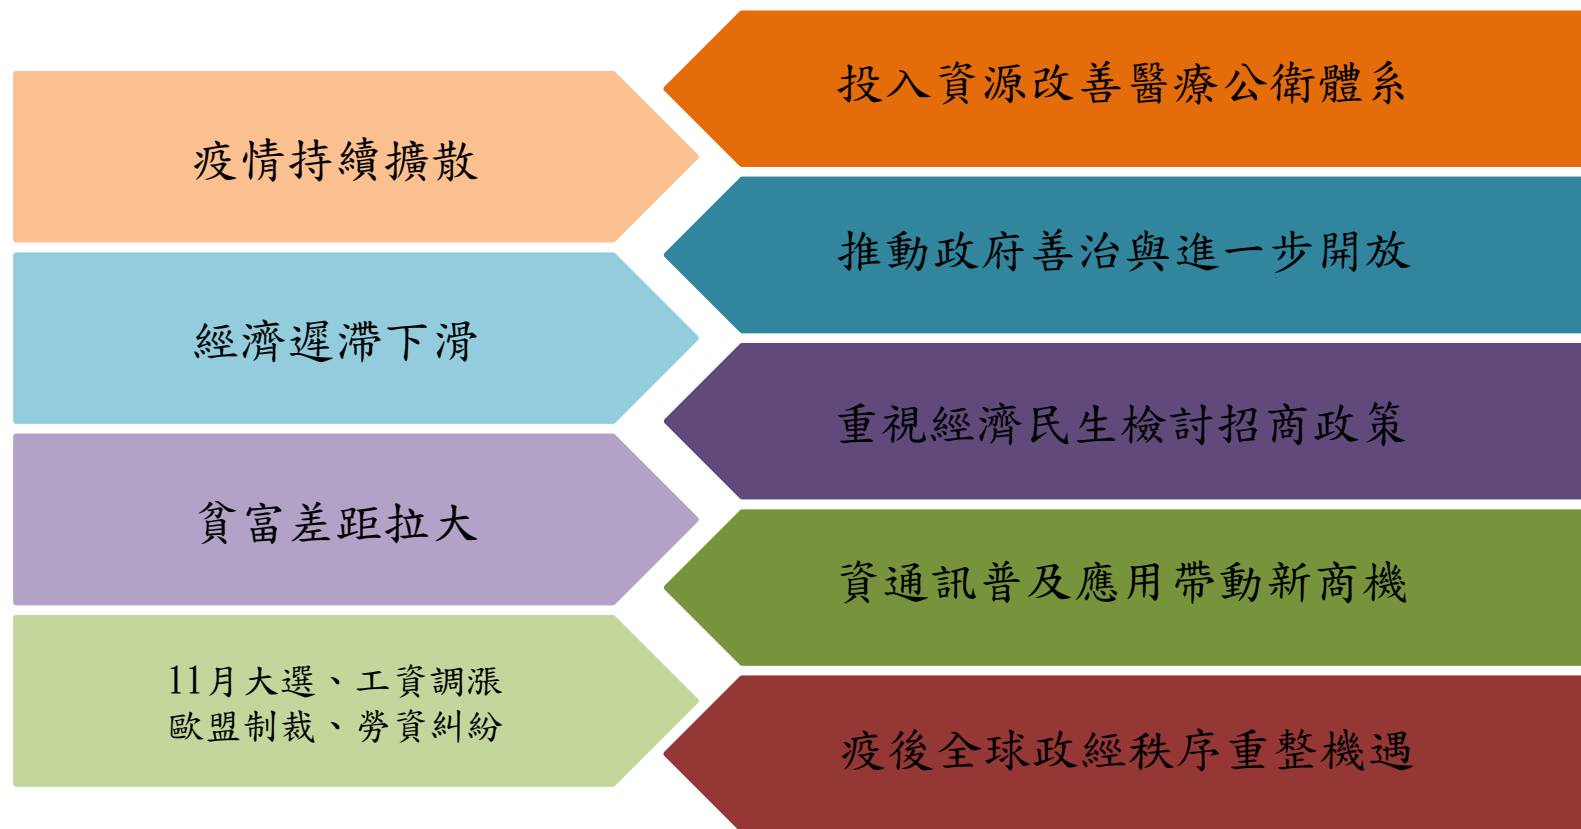 疫情持續擴散
經濟遲滯下滑
貧富差距拉大
11月大選、工資調漲
歐盟制裁、勞資糾紛
投入資源改善醫療公衛體系
推動政府善治與進一步開放
重視經濟民生檢討招商政策
資通訊普及應用帶動新商機
疫後全球政經秩序重整機遇